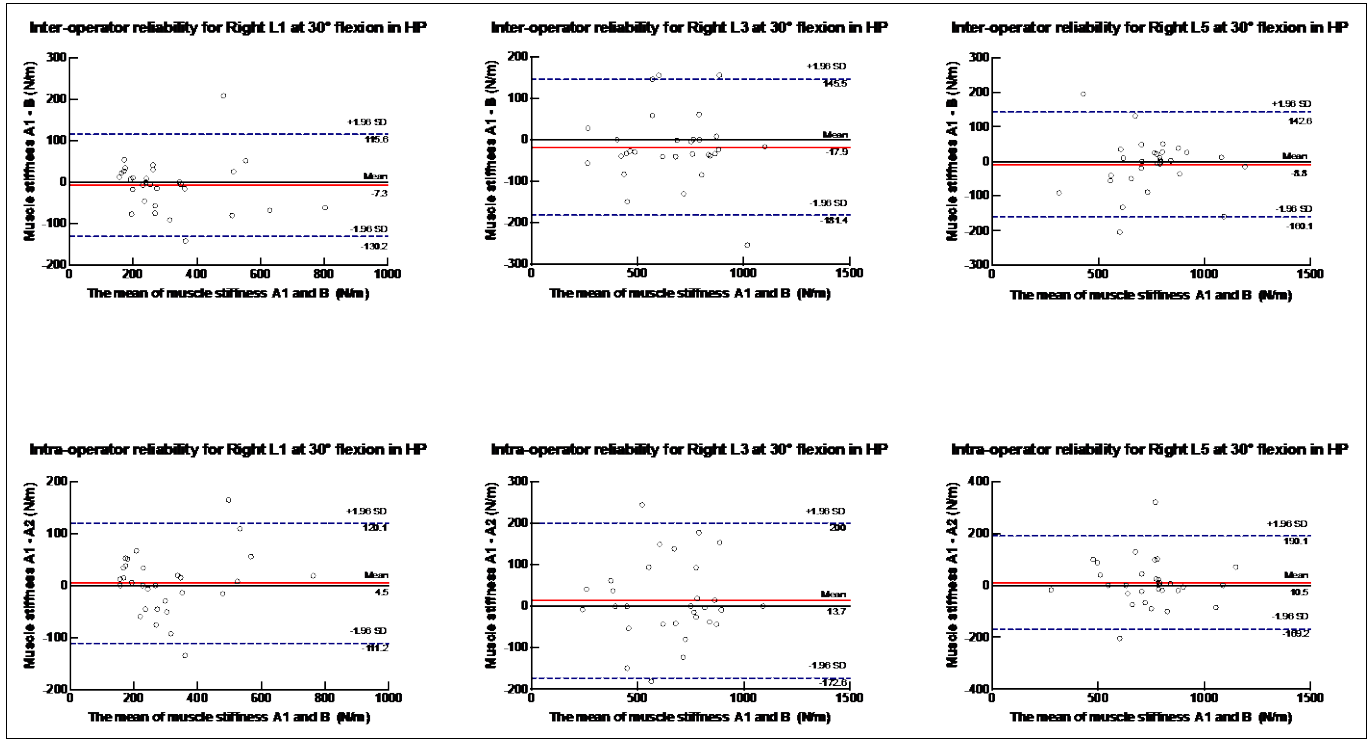 Inter-operator reliability for Right L1 at 30° flexion in HP
Muscle stiffness A1 - B (N/m)
300
200
100
0
-100
-200
+1.96 SD
115.6
Mean
-7.3
-1.96 SD
-130.2
0
200
400
600
800
1000
The mean of muscle stiffness A1 and B (N/m)
Inter-operator reliability for Right L3 at 30° flexion in HP
Muscle stiffness A1 - B (N/m)
200
100
0
-100
-200
-300
+1.96 SD
145.5
Mean
-17.9
-1.96 SD
-181.4
0
500
1000
1500
The mean of muscle stiffness A1 and B (N/m)
Inter-operator reliability for Right L5 at 30° flexion in HP
Muscle stiffness A1 - B (N/m)
300
200
100
0
-100
-200
-300
+1.96 SD
142.6
Mean
-8.8
-1.96 SD
-160.1
0
500
1000
1500
The mean of muscle stiffness A1 and B (N/m)
Intra-operator reliability for Right L1 at 30° flexion in HP
Muscle stiffness A1 - A2 (N/m)
200
100
0
-100
-200
+1.96 SD
120.1
Mean
4.5
-1.96 SD
-111.2
0
200
400
600
800
1000
The mean of muscle stiffness A1 and B (N/m)
Intra-operator reliability for Right L3 at 30° flexion in HP
Muscle stiffness A1 - A2 (N/m)
300
200
100
0
-100
-200
+1.96 SD
200
Mean
13.7
-1.96 SD
-172.6
0
500
1000
1500
The mean of muscle stiffness A1 and B (N/m)
Intra-operator reliability for Right L5 at 30° flexion in HP
Muscle stiffness A1 - A2 (N/m)
400
200
0
-200
-400
+1.96 SD
190.1
Mean
10.5
-1.96 SD
-169.2
0
500
1000
1500
The mean of muscle stiffness A1 and B (N/m)